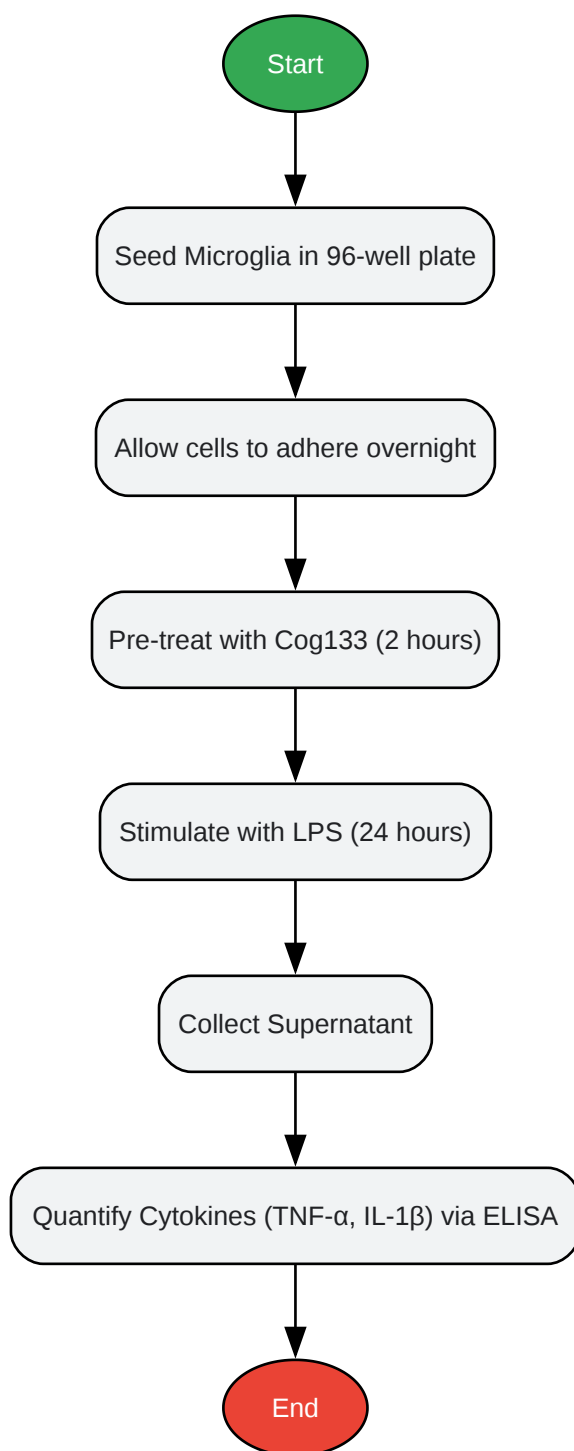 Start
Seed Microglia in 96-well plate
Allow cells to adhere overnight
Pre-treat with Cog133 (2 hours)
Stimulate with LPS (24 hours)
Collect Supernatant
Quantify Cytokines (TNF-α, IL-1β) via ELISA
End